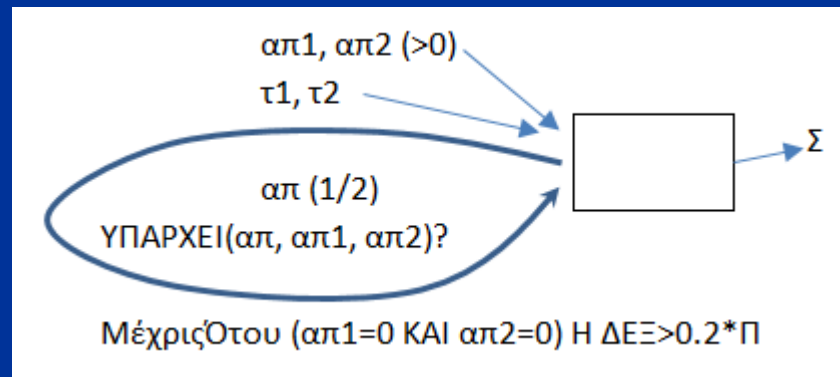 απ1, απ2 (>0)
τ1, τ2
Σ
απ (1/2)
ΥΠΑΡΧΕΙ(απ, απ1, απ2)?
ΜέχριςΌτου (απ1=0 ΚΑΙ απ2=0) Η ΔΕΞ>0.2*Π